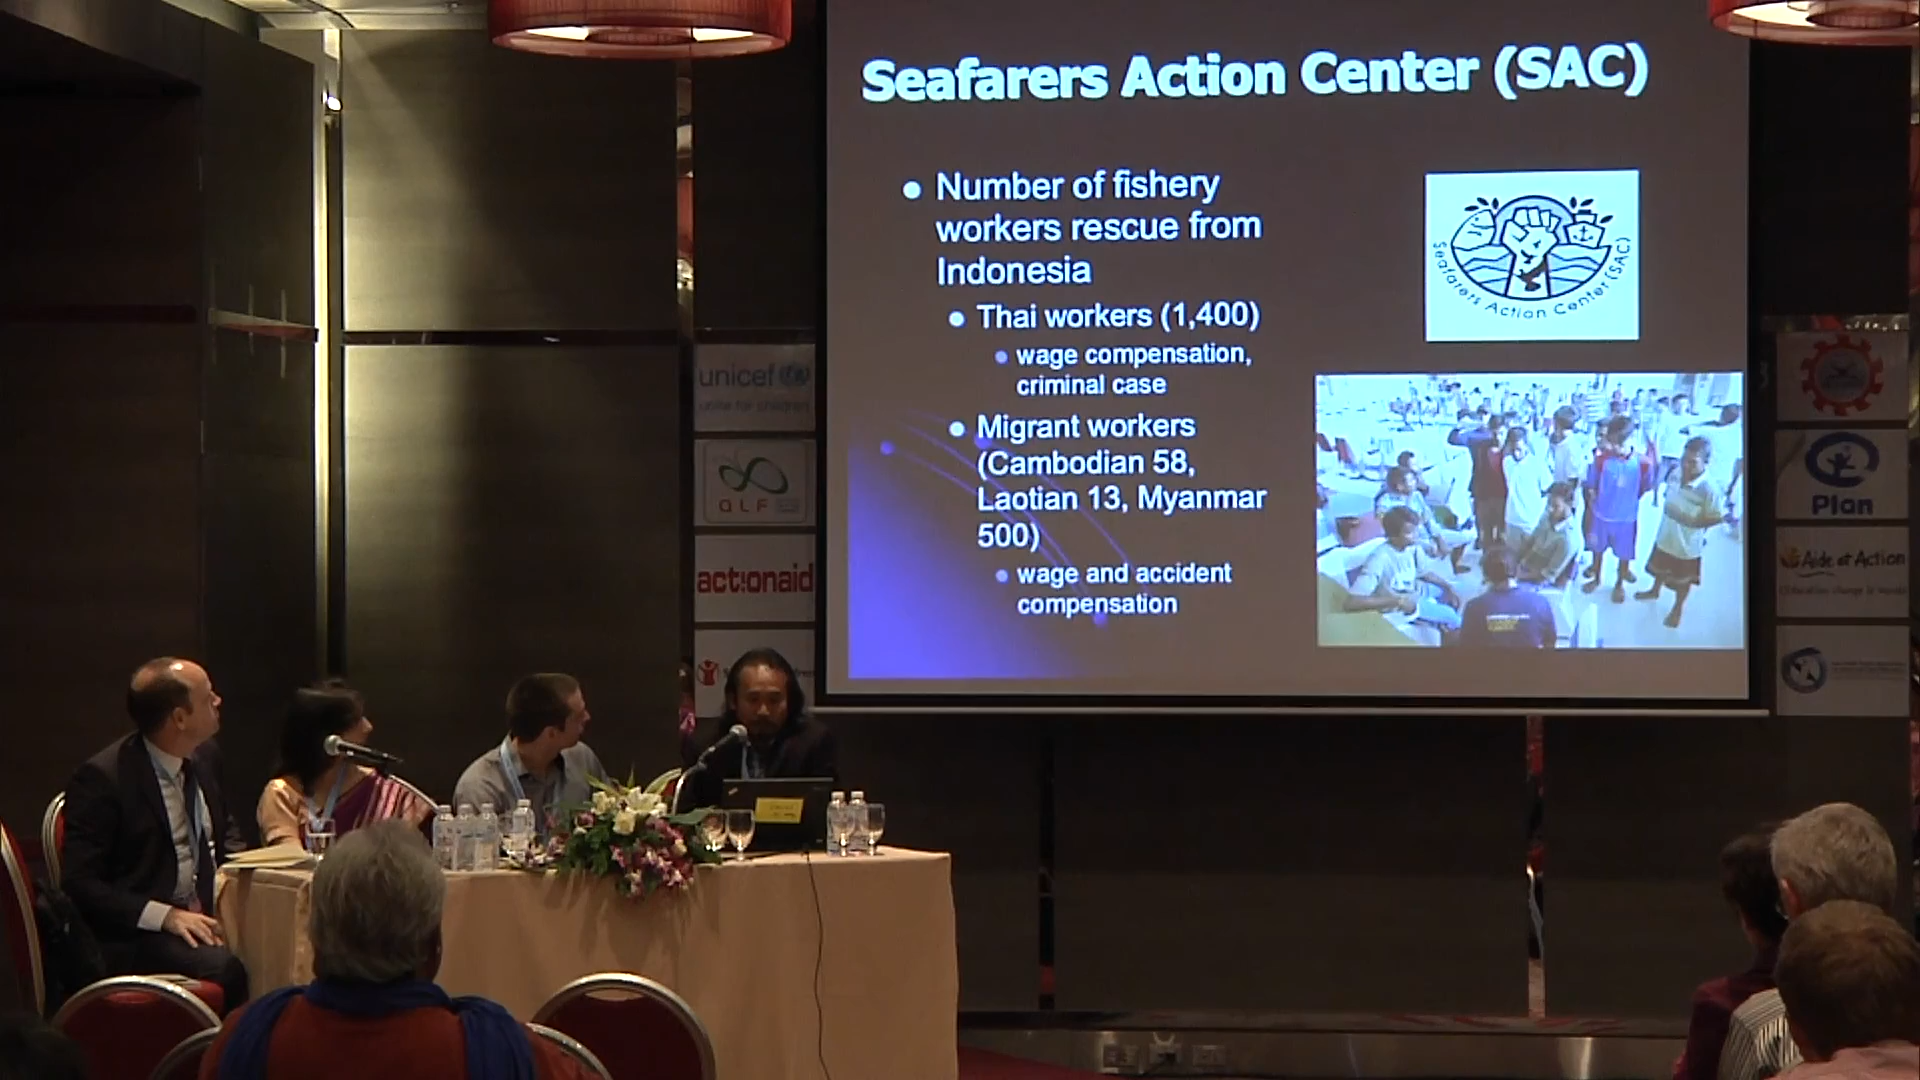 Seafarers Action Center (SAC)
Number of fishery
workers rescue from
Indonesia
Thai workers (1,400)
wage compensation,
criminal case
Migrant workers
(Cambodian 58,
Laotian 13, Myanmar
500)
wage and accident
compensation
Seafarers Action Center (SAC)
unicef
unite for children
QLF
actionaid
Plan
Aide et Action